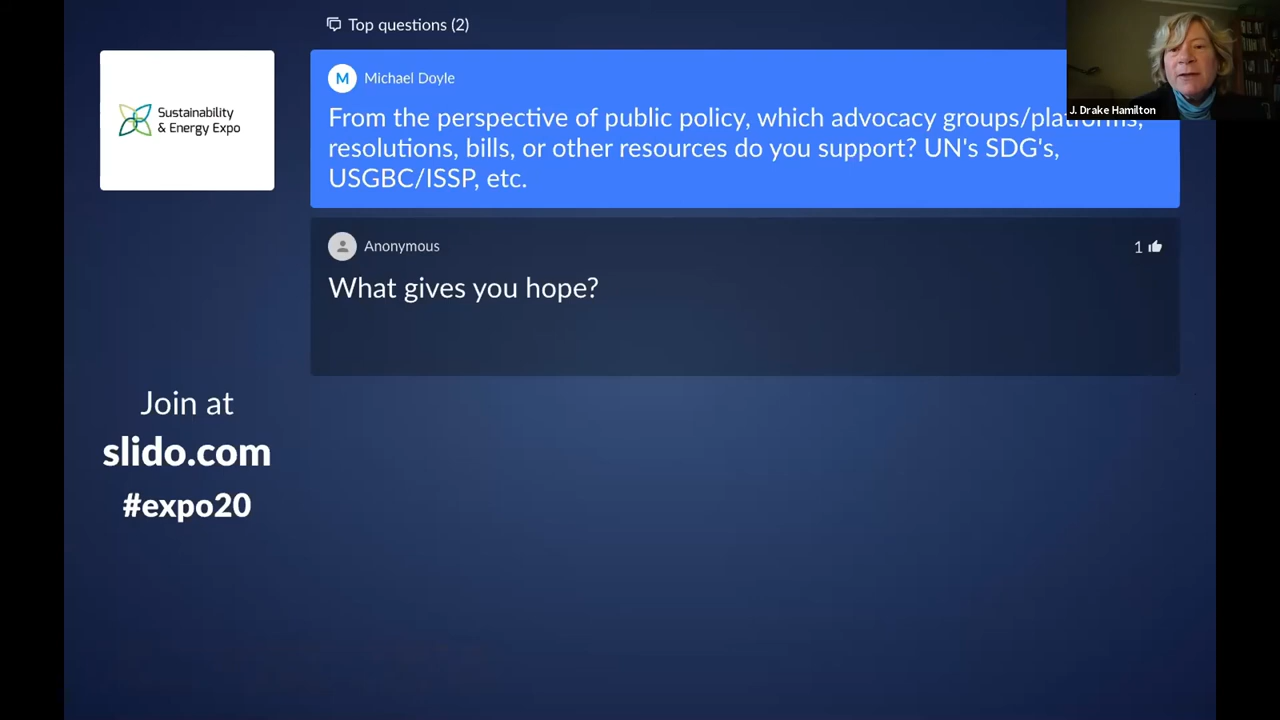 Top questions (2)
Sustainability
& Energy Expo
M Michael Doyle
From the perspective of public policy, which advocacy groups/platforms,
resolutions, bills, or other resources do you support? UN's SDG's,
USGBC/ISSP, etc.
J. Drake Hamilton
Anonymous
1
What gives you hope?
Join at
slido.com
#expo20